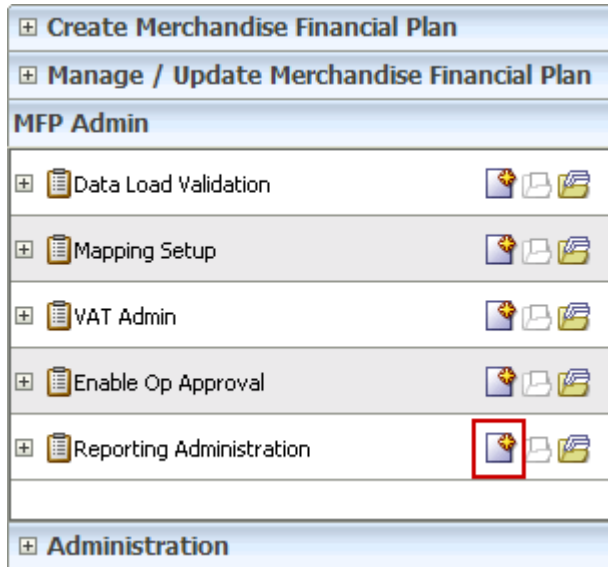 Create Merchandise Financial Plan
Manage / Update Merchandise Financial Plan
MFP Admin
Data Load Validation
Mapping Setup
VAT Admin
Enable Op Approval
Reporting Administration
Administration